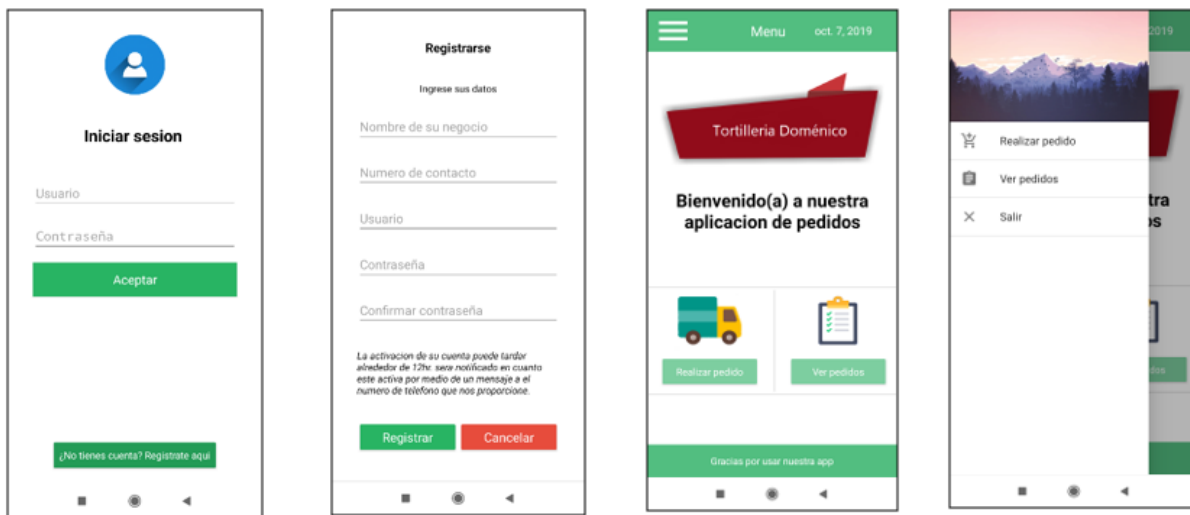 Iniciar sesion
Usuario
Contraseña
Aceptar
¿No tienes cuenta? Registrate aqui
Registrarse
Ingrese sus datos
Nombre de su negocio
Numero de contacto
Usuario
Contraseña
Confirmar contraseña
La activacion de su cuenta puede tardar
alrededor de 12hr. sera notificado en cuanto
este activa por medio de un mensaje a el
numero de telefono que nos proporcione.
Registrar Cancelar
Menu oct. 7, 2019
Tortilleria Doménico
Bienvenido(a) a nuestra
aplicacion de pedidos
Realizar pedido Ver pedidos
Gracias por usar nuestra app
2019
Realizar pedido
Ver pedidos
Salir
tra
os
dos